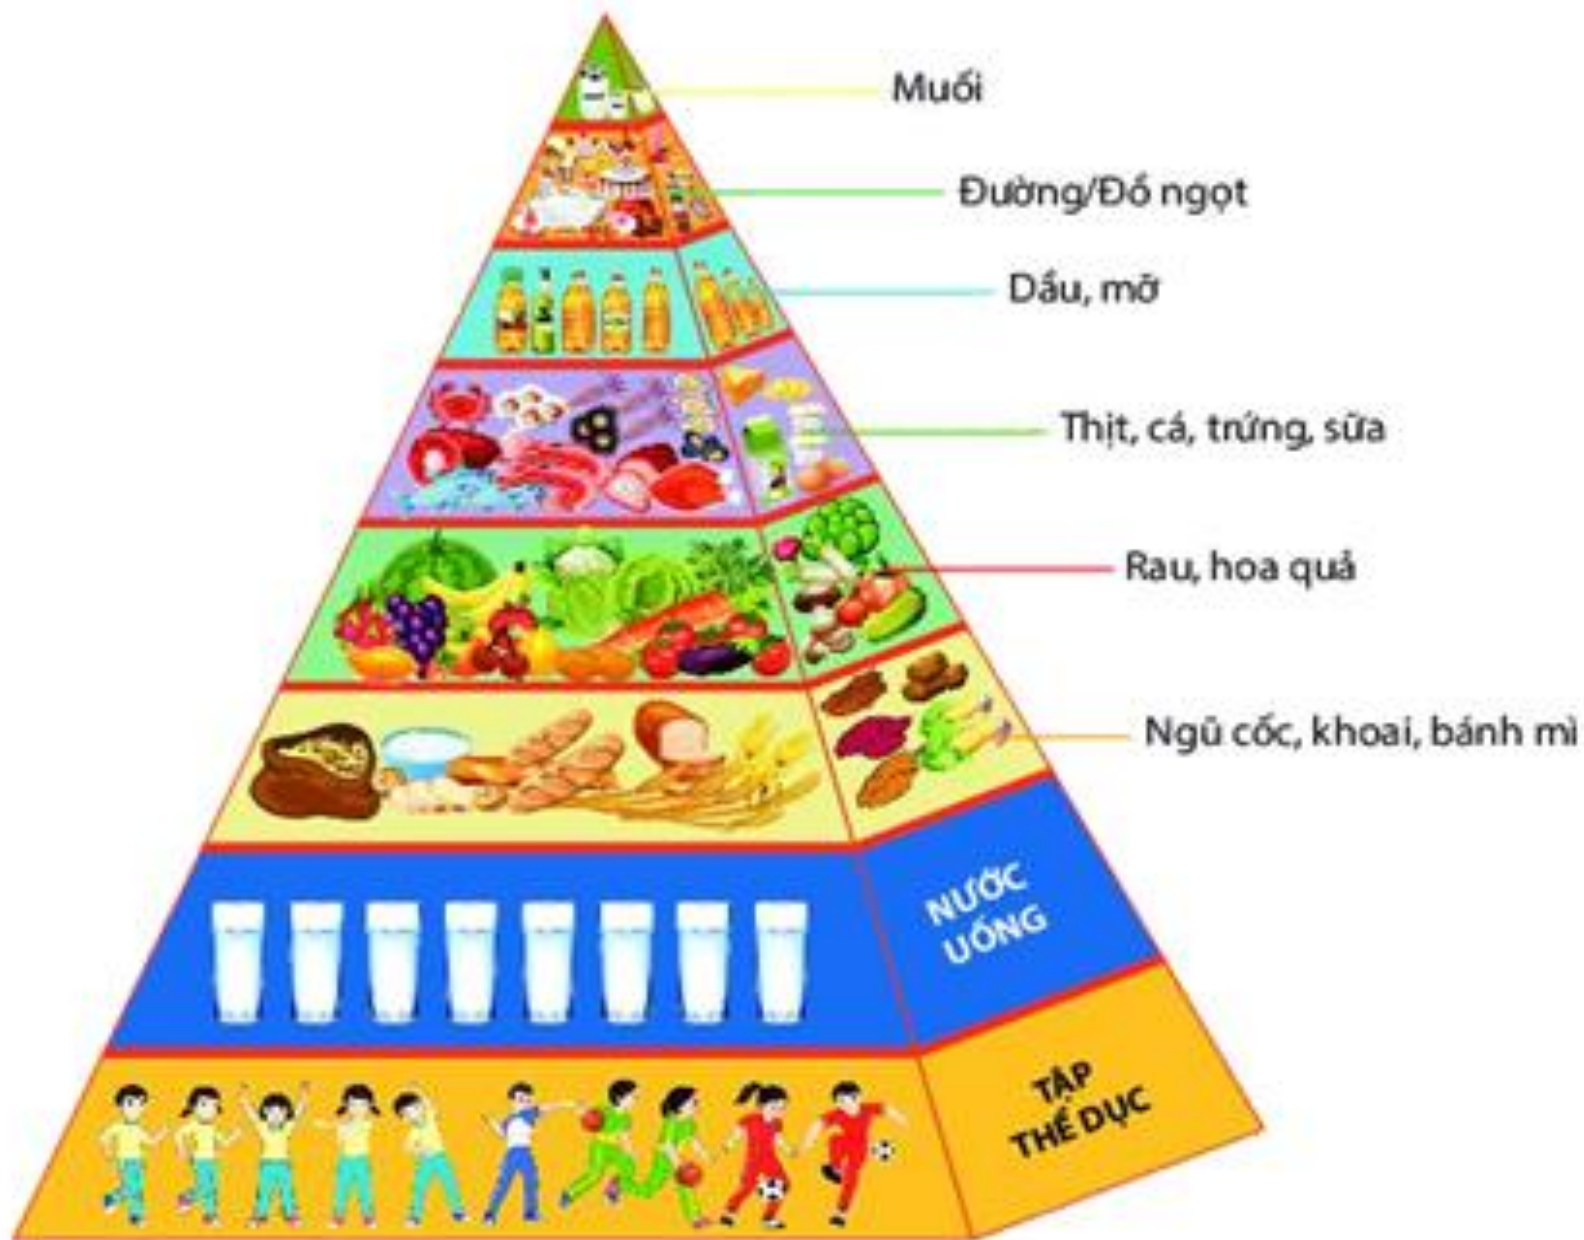 Muối
Đường/Đồ ngọt
Dầu, mỡ
Thịt, cá, trứng, sữa
Rau, hoa quả
Ngũ cốc, khoai, bánh mì
NƯỚC
UỐNG
TẬP
THỂ DỤC